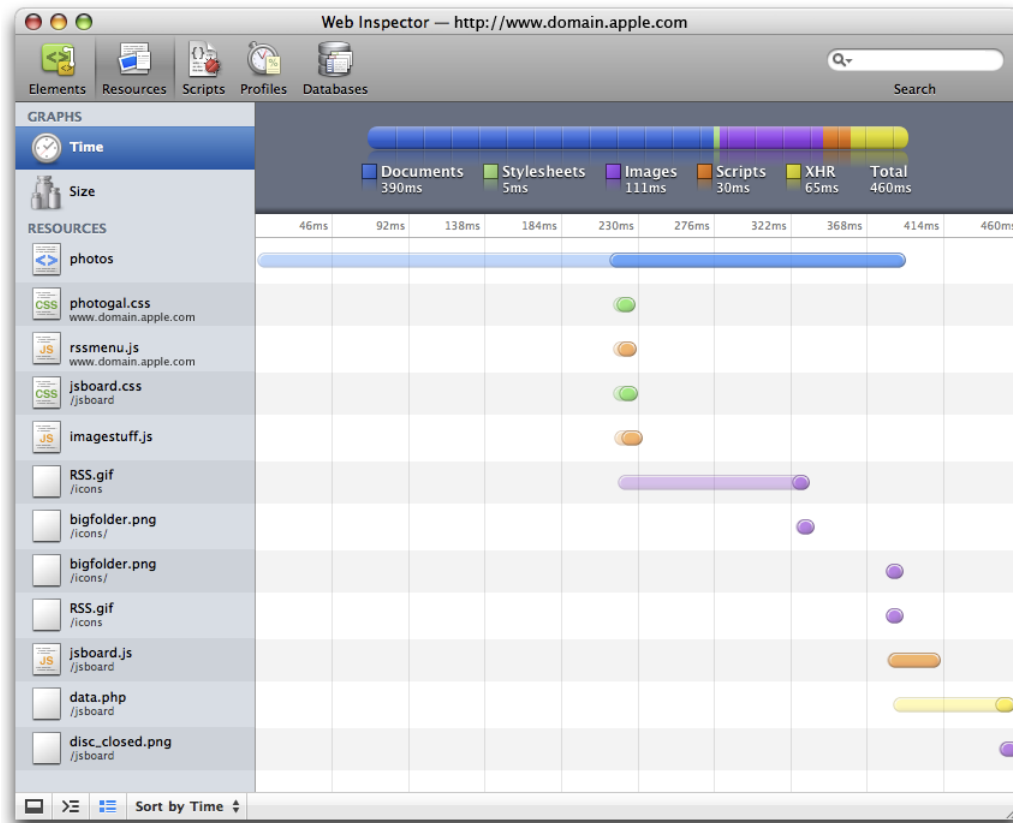 Web Inspector — http://www.domain.apple.com
Elements Resources Scripts Profiles Databases Search
GRAPHS
Time
Size
Documents Stylesheets Images Scripts XHR Total
390ms 5ms 111ms 30ms 65ms 460ms
RESOURCES
46ms 92ms 138ms 184ms 230ms 276ms 322ms 368ms 414ms 460ms
photos
photogal.css
www.domain.apple.com
rssmenu.js
www.domain.apple.com
jsboard.css
/jsboard
imagestuff.js
RSS.gif
/icons
bigfolder.png
/icons/
bigfolder.png
/icons/
RSS.gif
/icons
jsboard.js
/jsboard
data.php
/jsboard
disc_closed.png
/jsboard
Sort by Time